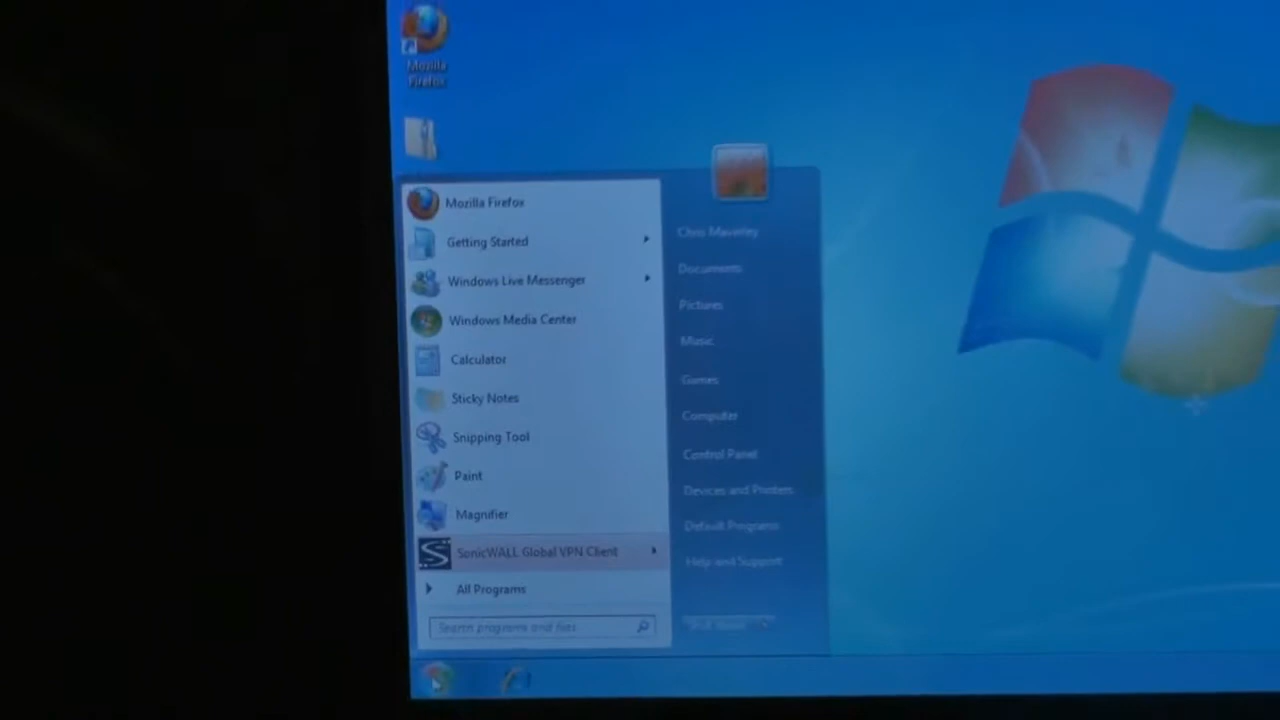 Mozilla
Firefox
Mozilla Firefox
Getting Started
Windows Live Messenger
Windows Media Center
Calculator
Sticky Notes
Snipping Tool
Paint
Magnifier
SonicWALL Global VPN Client
All Programs
Search programs and files
Chris Maverley
Documents
Pictures
Music
Games
Computer
Control Panel
Devices and Printers
Default Programs
Help and Support